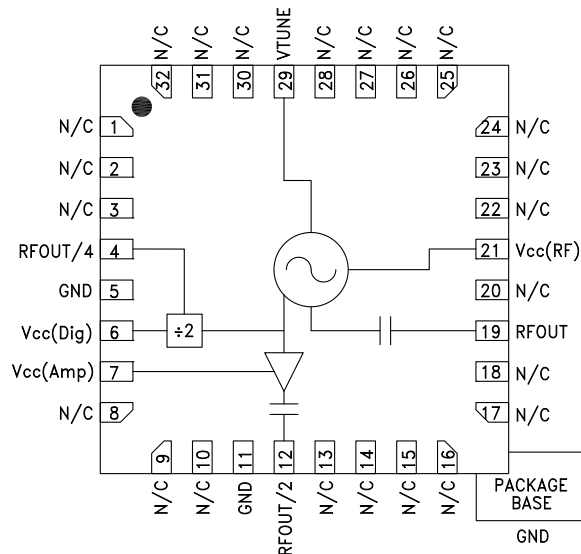 N/C N/C N/C VTUNE N/C N/C N/C N/C
32 31 30 29 28 27 26 25
N/C 1
N/C 2
N/C 3
RFOUT/4 4
GND 5
Vcc(Dig) 6
Vcc(Amp) 7
N/C 8
÷2
24 N/C
23 N/C
22 N/C
21 Vcc(RF)
20 N/C
19 RFOUT
18 N/C
17 N/C
9 10 11 12 13 14 15 16
N/C N/C GND RFOUT/2 N/C N/C N/C N/C
PACKAGE
BASE
GND